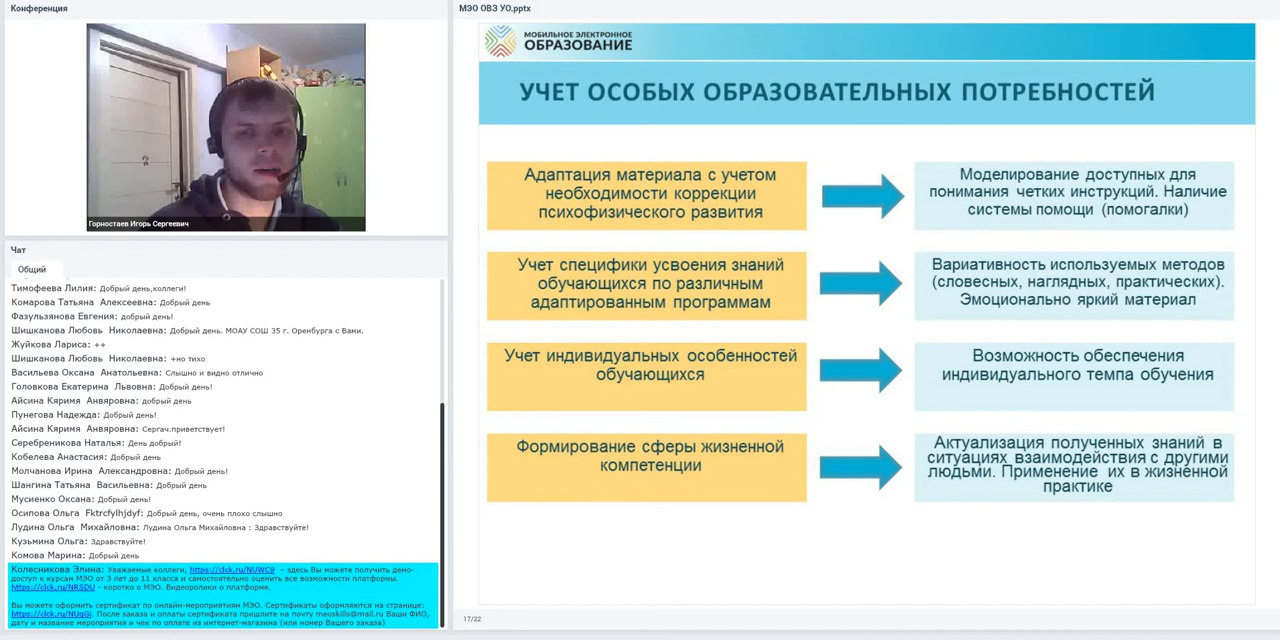 Конференция
Горностаев Игорь Сергеевич
Чат
Общий
Тимофеева Лилия: Добрый день,коллеги!
Комарова Татьяна Алексеевна: Добрый день
Фазульзянова Евгения: добрый день!
Шишканова Любовь Николаевна: Добрый день. МОАУ СОШ 35 г. Оренбурга с Вами.
Жуйкова Лариса: ++
Шишканова Любовь Николаевна: +но тихо
Васильева Оксана Анатольевна: Слышно и видно отлично
Головкова Екатерина Львовна: Добрый день!
Айсина Кяримя Анвяровна: добрый день
Пунегова Надежда: Добрый день!
Айсина Кяримя Анвяровна: Сергач.приветствует!
Серебреникова Наталья: День добрый!
Кобелева Анастасия: Добрый день
Молчанова Ирина Александровна: Добрый день!
Шангина Татьяна Васильевна: Добрый день
Мусиенко Оксана: Добрый день!
Осипова Ольга Fktrcfylhjdyf: Добрый день, очень плохо слышно
Лудина Ольга Михайловна: Лудина Ольга Михайловна : Здравствуйте!
Кузьмина Ольга: Здравствуйте!
Комова Марина: Добрый день
Колесникова Элина: Уважаемые коллеги, https://clck.ru/NUWC9 – здесь Вы можете получить демо-
доступ к курсам МЭО от 3 лет до 11 класса и самостоятельно оценить все возможности платформы.
https://clck.ru/NRSDU - коротко о МЭО. Видеоролики о платформе.
Вы можете оформить сертификат по онлайн-мероприятиям МЭО. Сертификаты оформляются на странице:
https://clck.ru/NUqGi. После заказа и оплаты сертификата пришлите на почту meoskills@mail.ru Ваши ФИО,
дату и название мероприятия и чек по оплате из интернет-магазина (или номер Вашего заказа)
МЭО ОВЗ УО.pptx
МОБИЛЬНОЕ ЭЛЕКТРОННОЕ
ОБРАЗОВАНИЕ
УЧЕТ ОСОБЫХ ОБРАЗОВАТЕЛЬНЫХ ПОТРЕБНОСТЕЙ
Адаптация материала с учетом
необходимости коррекции
психофизического развития
Моделирование доступных для
понимания четких инструкций. Наличие
системы помощи (помогалки)
Учет специфики усвоения знаний
обучающихся по различным
адаптированным программам
Вариативность используемых методов
(словесных, наглядных, практических).
Эмоционально яркий материал
Учет индивидуальных особенностей
обучающихся
Возможность обеспечения
индивидуального темпа обучения
Формирование сферы жизненной
компетенции
Актуализация полученных знаний в
ситуациях взаимодействия с другими
людьми. Применение их в жизненной
практике
17/22